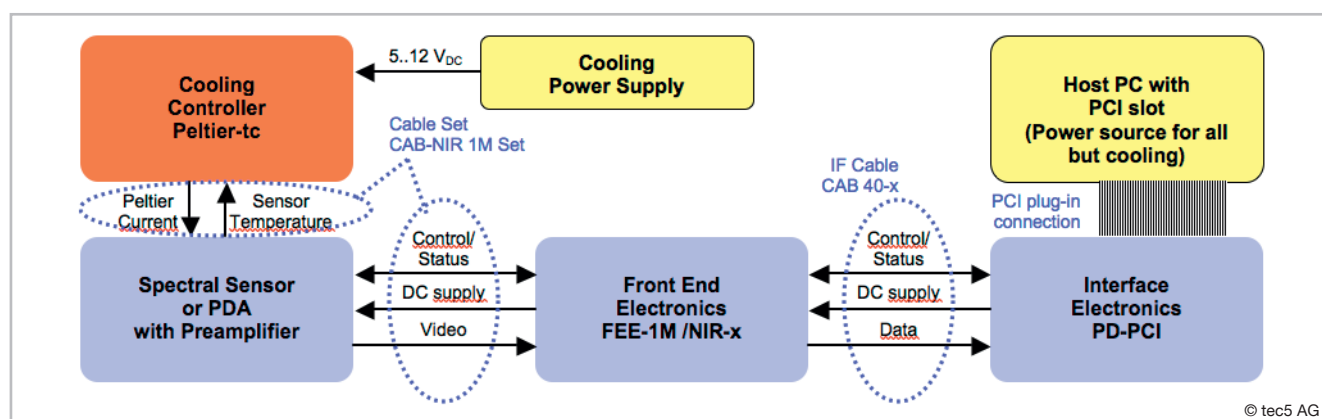 Cooling
Controller
Peltier-tc
5..12 VDC
Cooling
Power Supply
Host PC with
PCI slot
(Power source for all
but cooling)
Cable Set
CAB-NIR 1M Set
IF Cable
CAB 40-x
PCI plug-in
connection
Peltier
Current
Sensor
Temperature
Spectral Sensor
or PDA
with Preamplifier
Control/
Status
DC supply
Video
Front End
Electronics
FEE-1M /NIR-x
Control/
Status
DC supply
Data
Interface
Electronics
PD-PCI
© tec5 AG